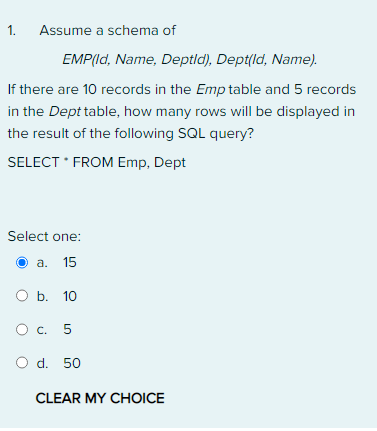 1. Assume a schema of
EMP(Id, Name, DeptId), Dept(Id, Name).
If there are 10 records in the Emp table and 5 records
in the Dept table, how many rows will be displayed in
the result of the following SQL query?
SELECT * FROM Emp, Dept
Select one:
a. 15
b. 10
c. 5
d. 50
CLEAR MY CHOICE